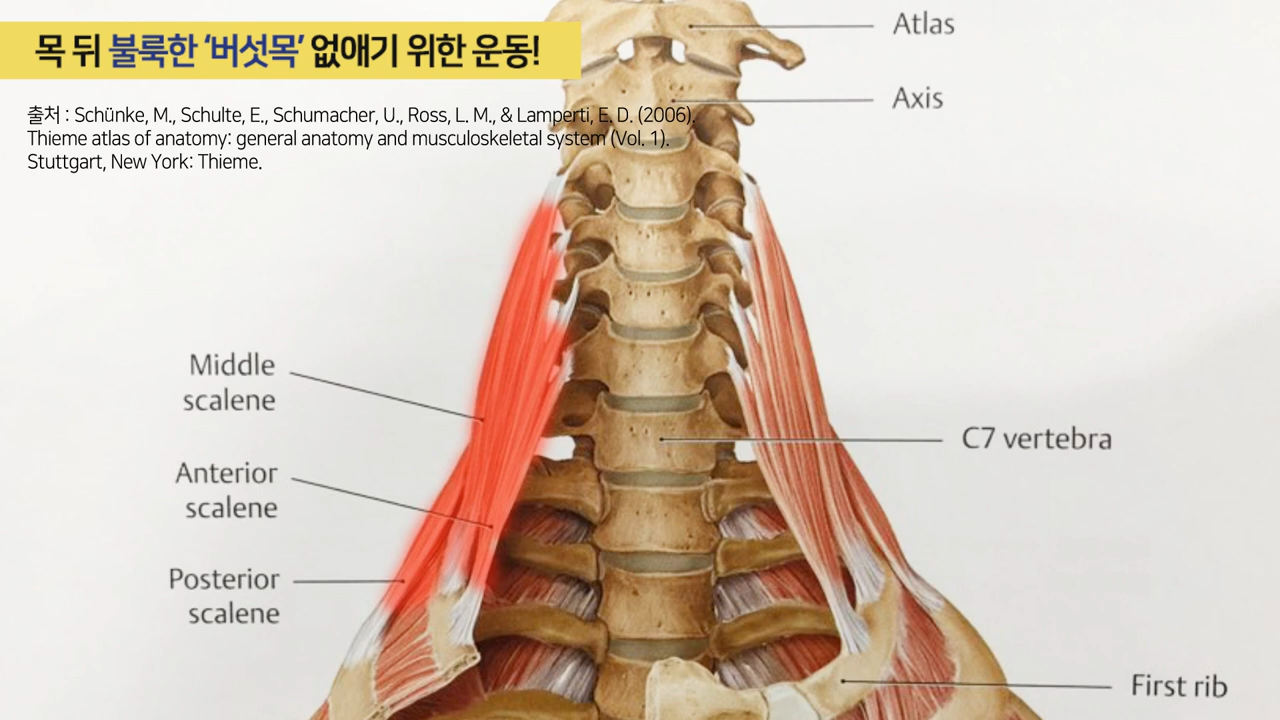 목 뒤 불룩한 ‘버섯목’ 없애기 위한 운동!
출처 : Schünke, M., Schulte, E., Schumacher, U., Ross, L. M., & Lamperti, E. D. (2006).
Thieme atlas of anatomy: general anatomy and musculoskeletal system (Vol. 1).
Stuttgart, New York: Thieme.
Atlas
Axis
Middle
scalene
Anterior
scalene
Posterior
scalene
C7 vertebra
First rib